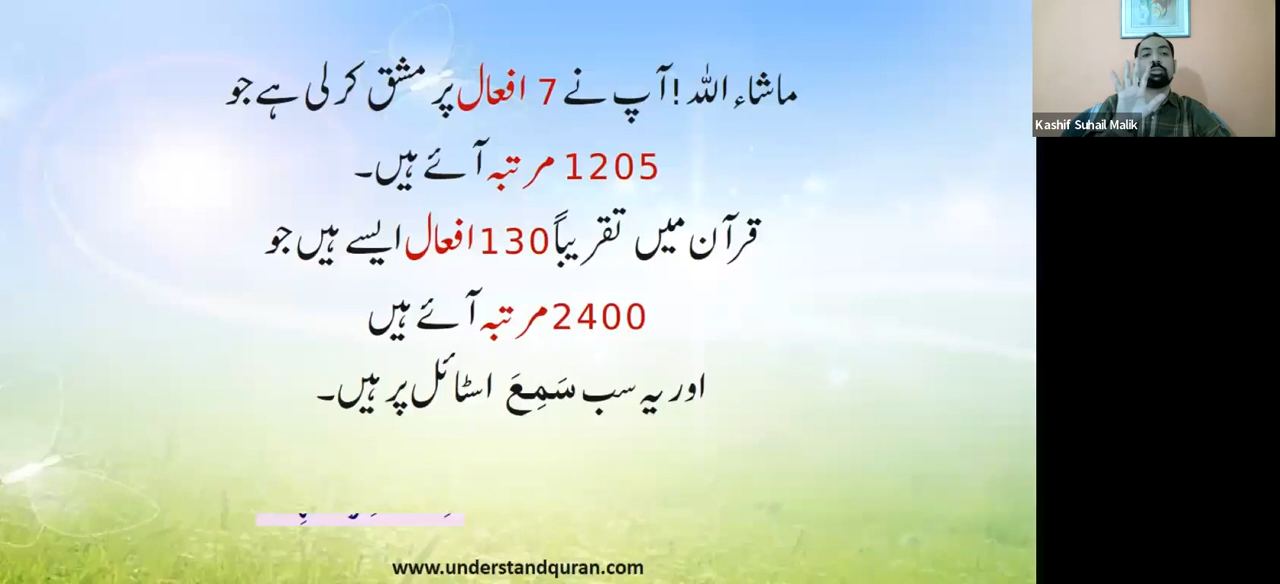 ماشاء اللہ! آپ نے 7 افعال پر مشق کر لی ہے جو
1205 مرتبہ آئے ہیں۔
قرآن میں تقریباً 130 افعال ایسے ہیں جو
2400 مرتبہ آئے ہیں
اور یہ سب سَمِعَ اسٹائل پر ہیں۔
www.understandquran.com
Kashif Suhail Malik